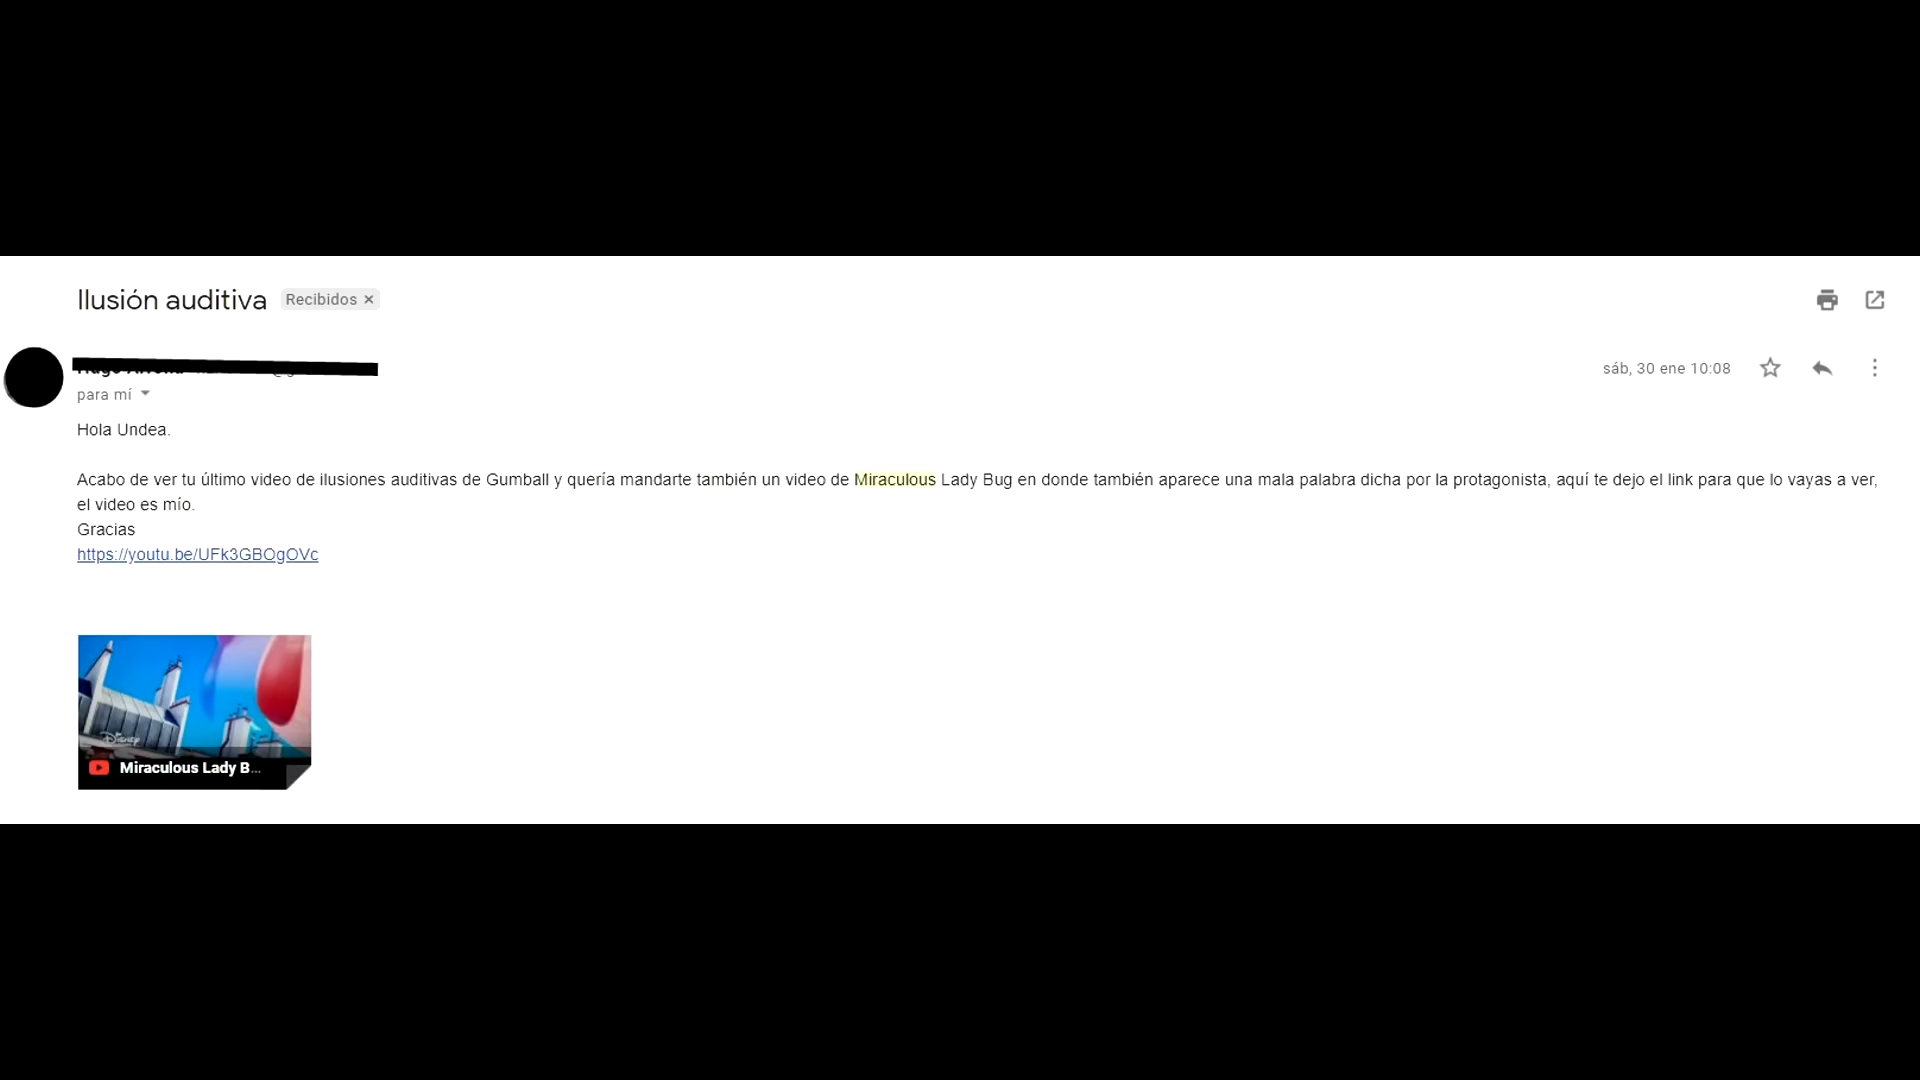 Ilusión auditiva Recibidos ×
sáb, 30 ene 10:08
para mí
Hola Undea.
Acabo de ver tu último video de ilusiones auditivas de Gumball y quería mandarte también un video de Miraculous Lady Bug en donde también aparece una mala palabra dicha por la protagonista, aquí te dejo el link para que lo vayas a ver,
el video es mío.
Gracias
https://youtu.be/UFk3GBOgOVc
Disney
Miraculous Lady B...